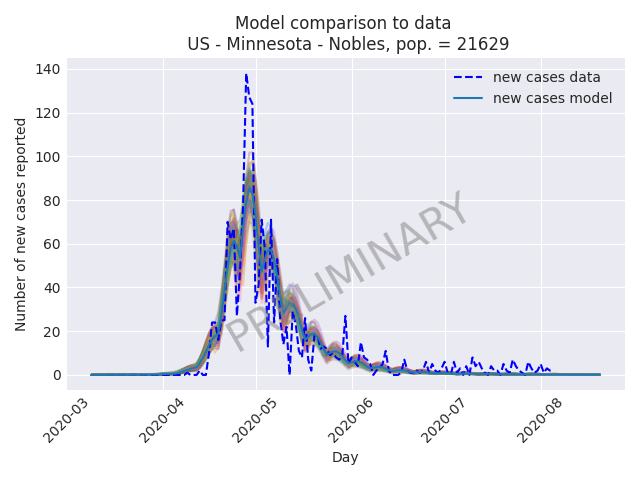 Model comparison to data
US - Minnesota - Nobles, pop. = 21629
140
120
100
80
60
40
20
0
Number of new cases reported
new cases data
new cases model
PRELIMINARY
2020-03
2020-04
2020-05
2020-06
2020-07
2020-08
Day